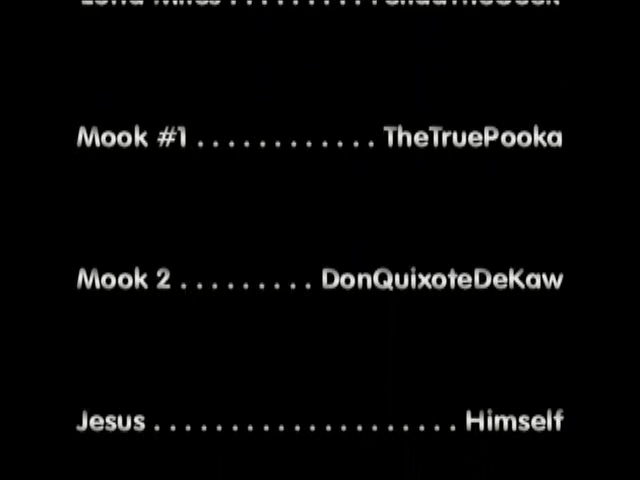 Mook #1 . . . . . . . . . . . . TheTruePooka
Mook 2 . . . . . . . . . DonQuixoteDeKaw
Jesus . . . . . . . . . . . . . . . . . . . . Himself